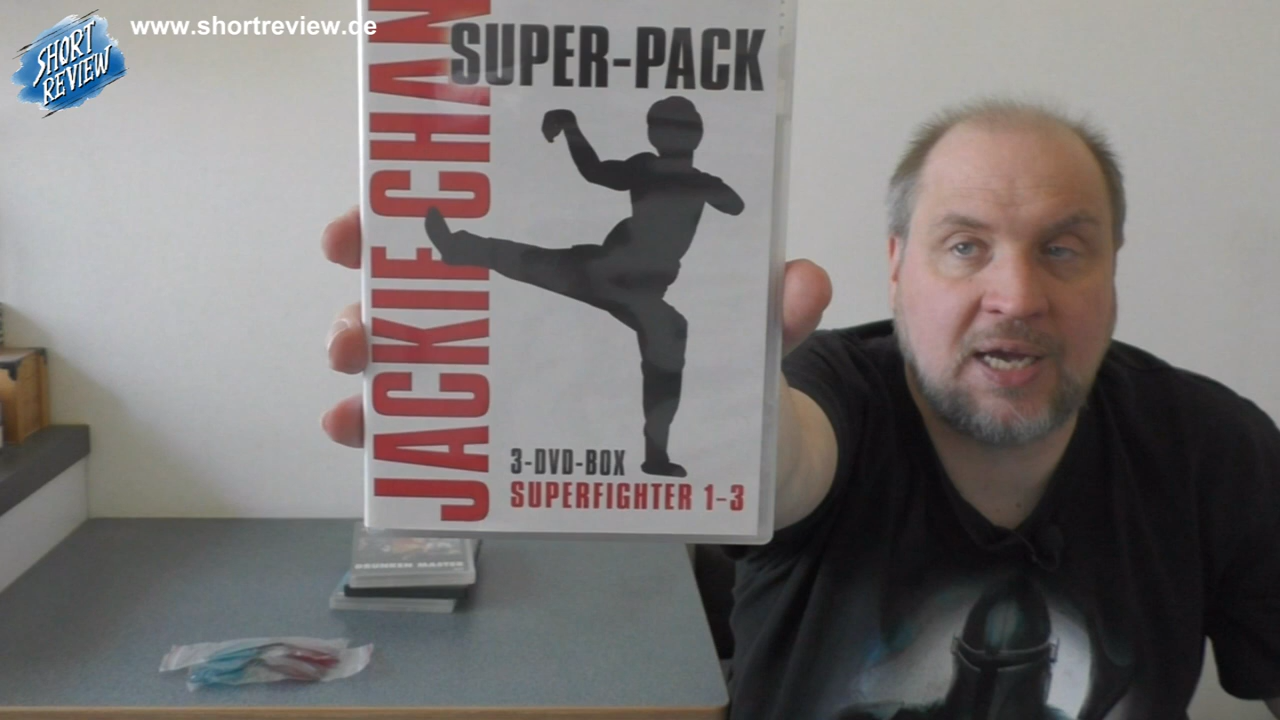 SHORT
REVIEW
www.shortreview.de
JACKIE CHAN
SUPER-PACK
3-DVD-BOX
SUPERFIGHTER 1-3
DRUNKEN MASTER